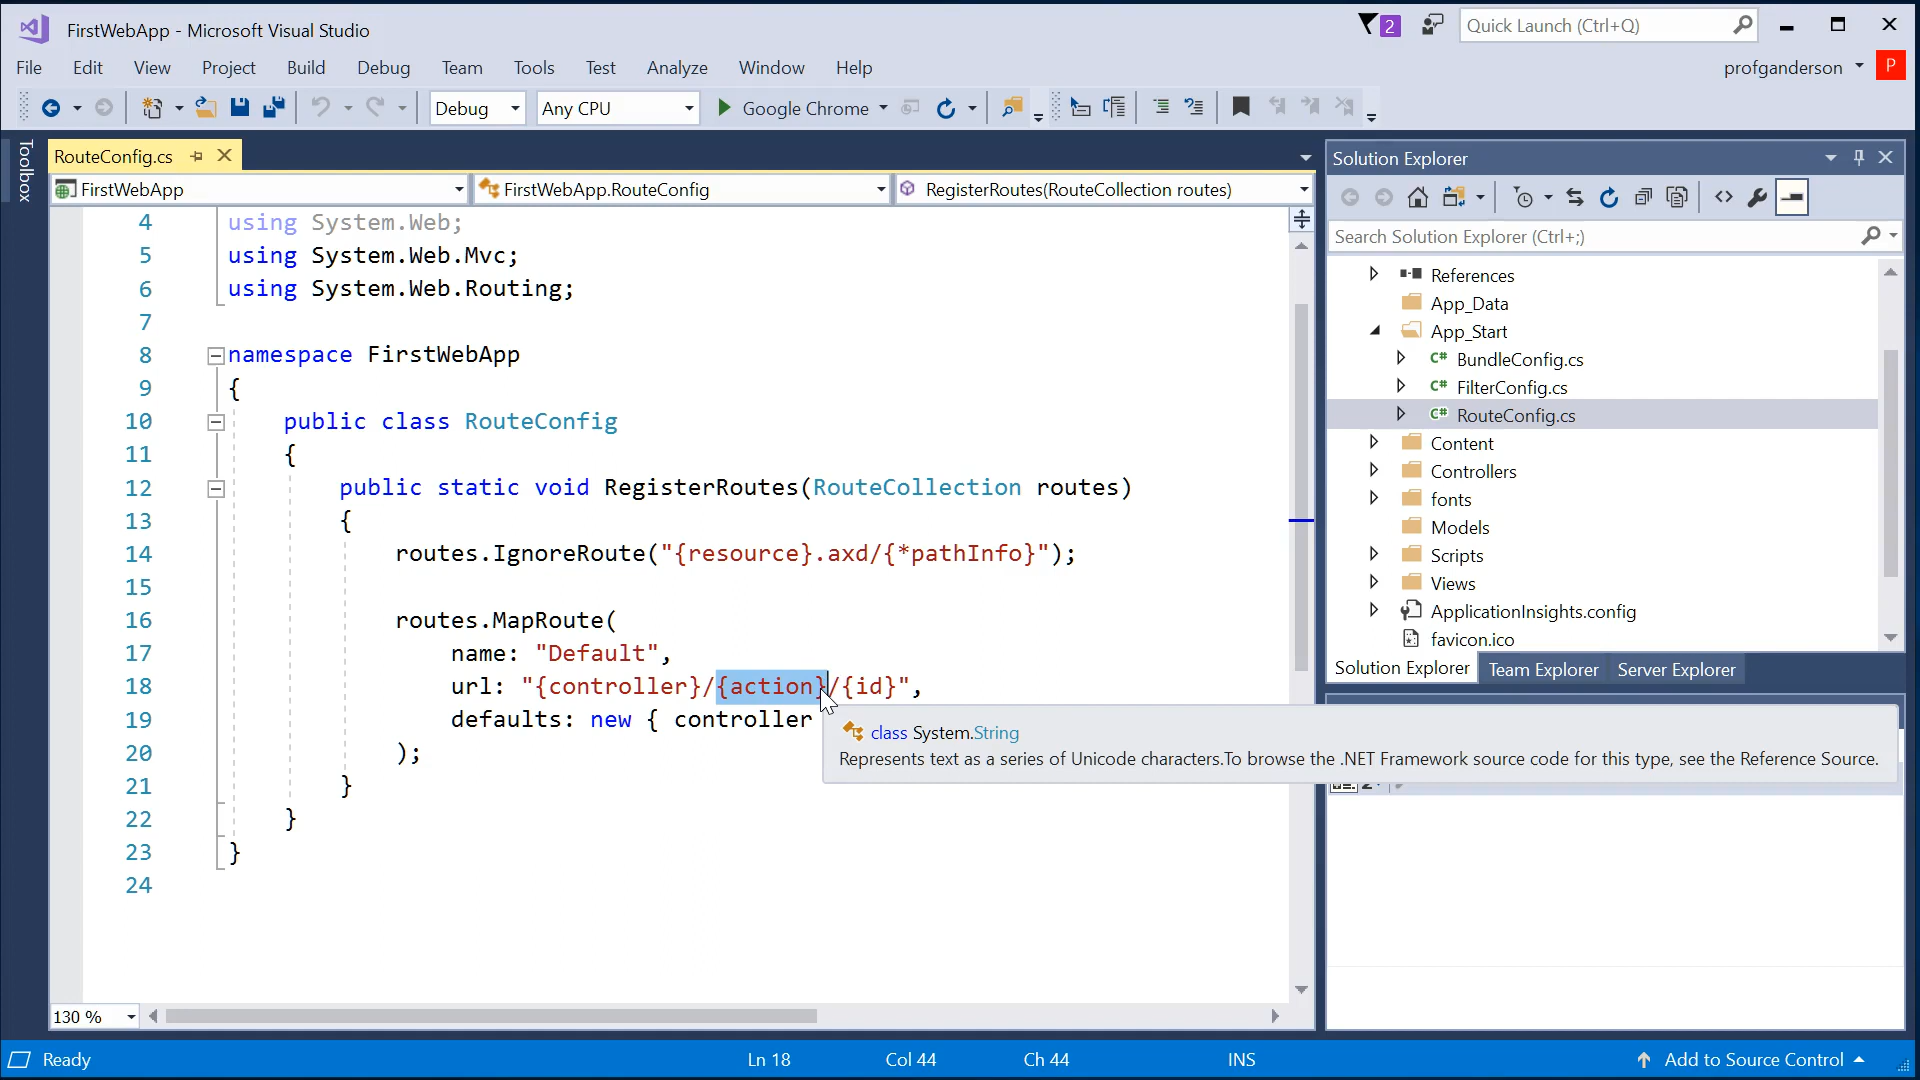 FirstWebApp - Microsoft Visual Studio
2
Quick Launch (Ctrl+Q)
File Edit View Project Build Debug Team Tools Test Analyze Window Help
profganderson
P
Debug
Any CPU
Google Chrome
Toolbox
RouteConfig.cs
FirstWebApp
FirstWebApp.RouteConfig
RegisterRoutes(RouteCollection routes)
4 using System.Web;
5 using System.Web.Mvc;
6 using System.Web.Routing;
7
8 namespace FirstWebApp
9 {
10 public class RouteConfig
11 {
12 public static void RegisterRoutes(RouteCollection routes)
13 {
14 routes.IgnoreRoute("{resource}.axd/{*pathInfo}");
15
16 routes.MapRoute(
17 name: "Default",
18 url: "{controller}/{action}/{id}",
19 defaults: new { controller
20 );
21 }
22 }
23 }
24
class System.String
Represents text as a series of Unicode characters.To browse the .NET Framework source code for this type, see the Reference Source.
Solution Explorer
Search Solution Explorer (Ctrl+;)
References
App_Data
App_Start
C# BundleConfig.cs
C# FilterConfig.cs
C# RouteConfig.cs
Content
Controllers
fonts
Models
Scripts
Views
ApplicationInsights.config
favicon.ico
Solution Explorer Team Explorer Server Explorer
130 %
Ready
Ln 18
Col 44
Ch 44
INS
Add to Source Control